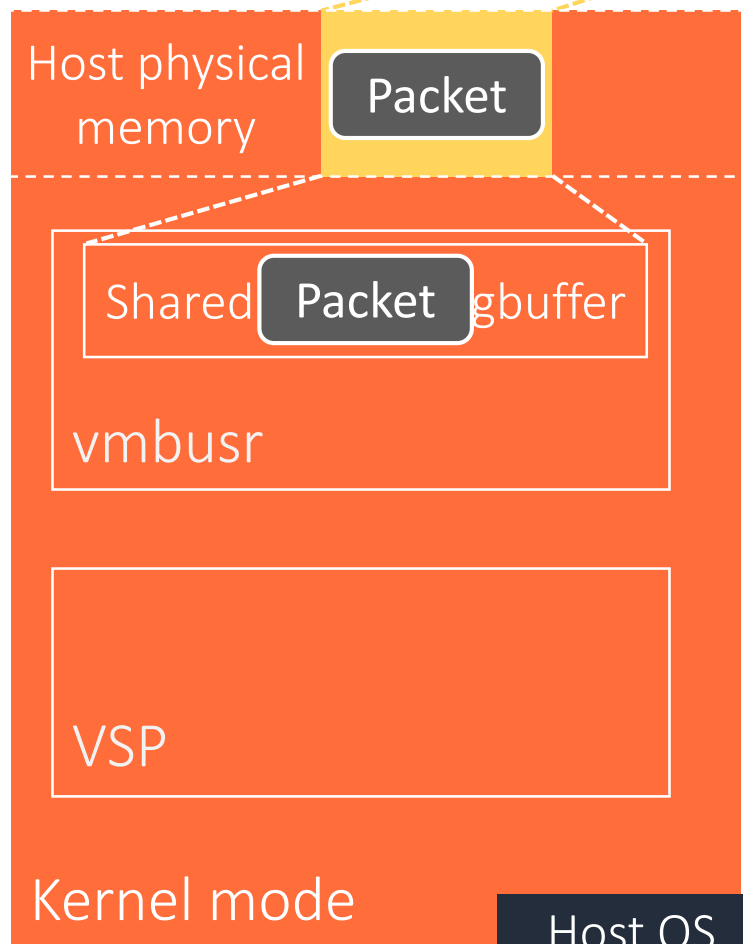 Host physical
memory
Packet
Shared Packet gbuffer
vmbusr
VSP
Kernel mode
Host OS